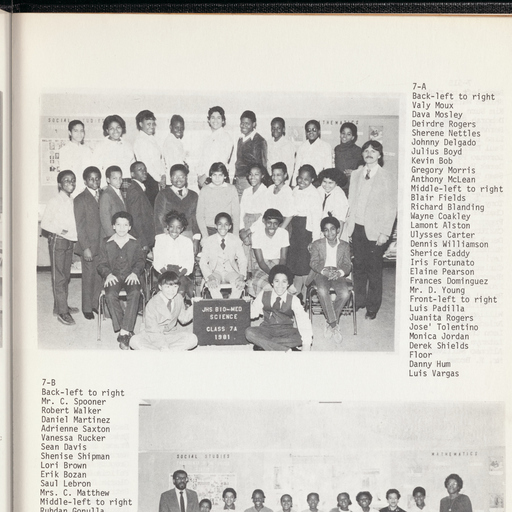 7-A
Back-left to right
Valy Moux
Dava Mosley
Deirdre Rogers
Sherene Nettles
Johnny Delgado
Julius Boyd
Kevin Bob
Gregory Morris
Anthony McLean
Middle-left to right
Blair Fields
Richard Blanding
Wayne Coakley
Lamont Alston
Ulysses Carter
Dennis Williamson
Sherice Eaddy
Iris Fortunato
Elaine Pearson
Frances Dominguez
Mr. D. Young
Front-left to right
Luis Padilla
Juanita Rogers
Jose' Tolentino
Monica Jordan
Derek Shields
Floor
Danny Hum
Luis Vargas
SOCIAL
MATHEMATICS
JHS BIO-MED
SCIENCE
CLASS 7A
1981
7-B
Back-left to right
Mr. C. Spooner
Robert Walker
Daniel Martinez
Adrienne Saxton
Vanessa Rucker
Sean Davis
Shenise Shipman
Lori Brown
Erik Bozan
Saul Lebron
Mrs. C. Matthew
Middle-left to right
SOCIAL STUDIES
MATHEMATICS